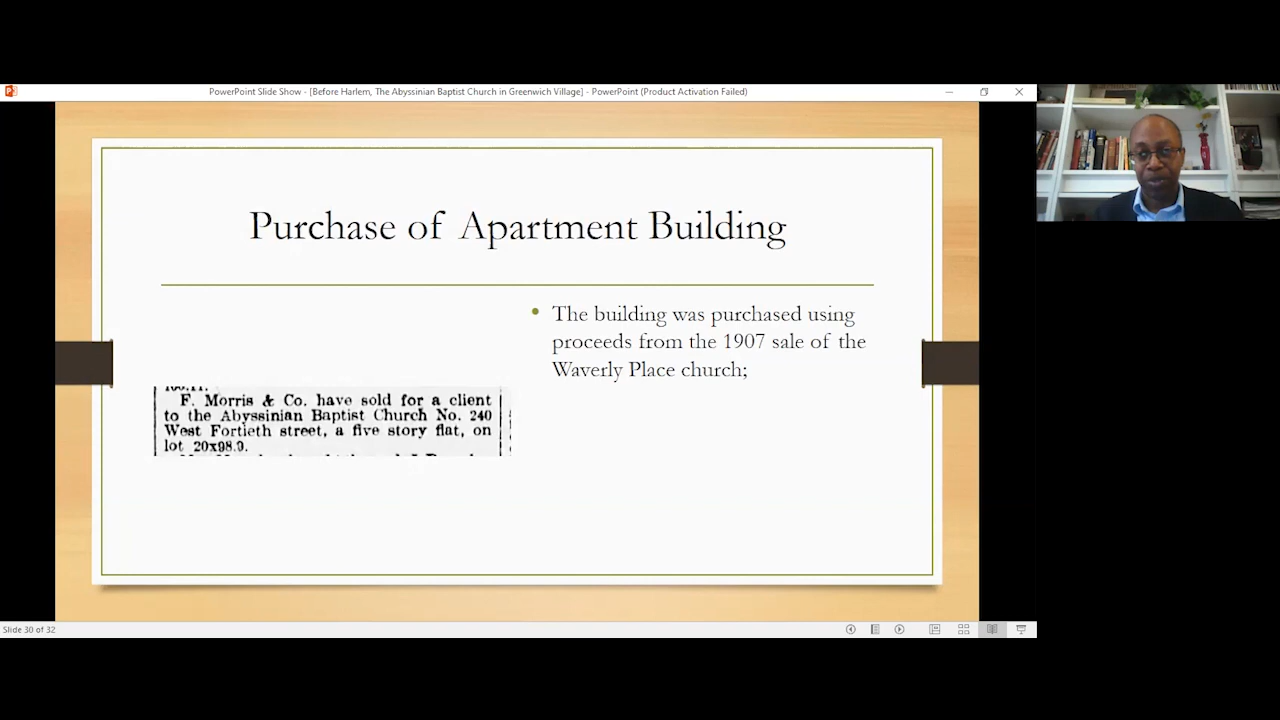 PowerPoint Slide Show - [Before Harlem, The Abyssinian Baptist Church in Greenwich Village] - PowerPoint (Product Activation Failed)
Purchase of Apartment Building
• The building was purchased using
proceeds from the 1907 sale of the
Waverly Place church;
F. Morris & Co. have sold for a client
to the Abyssinian Baptist Church No. 240
West Fortieth street, a five story flat, on
lot 20x98.9.
Slide 30 of 32